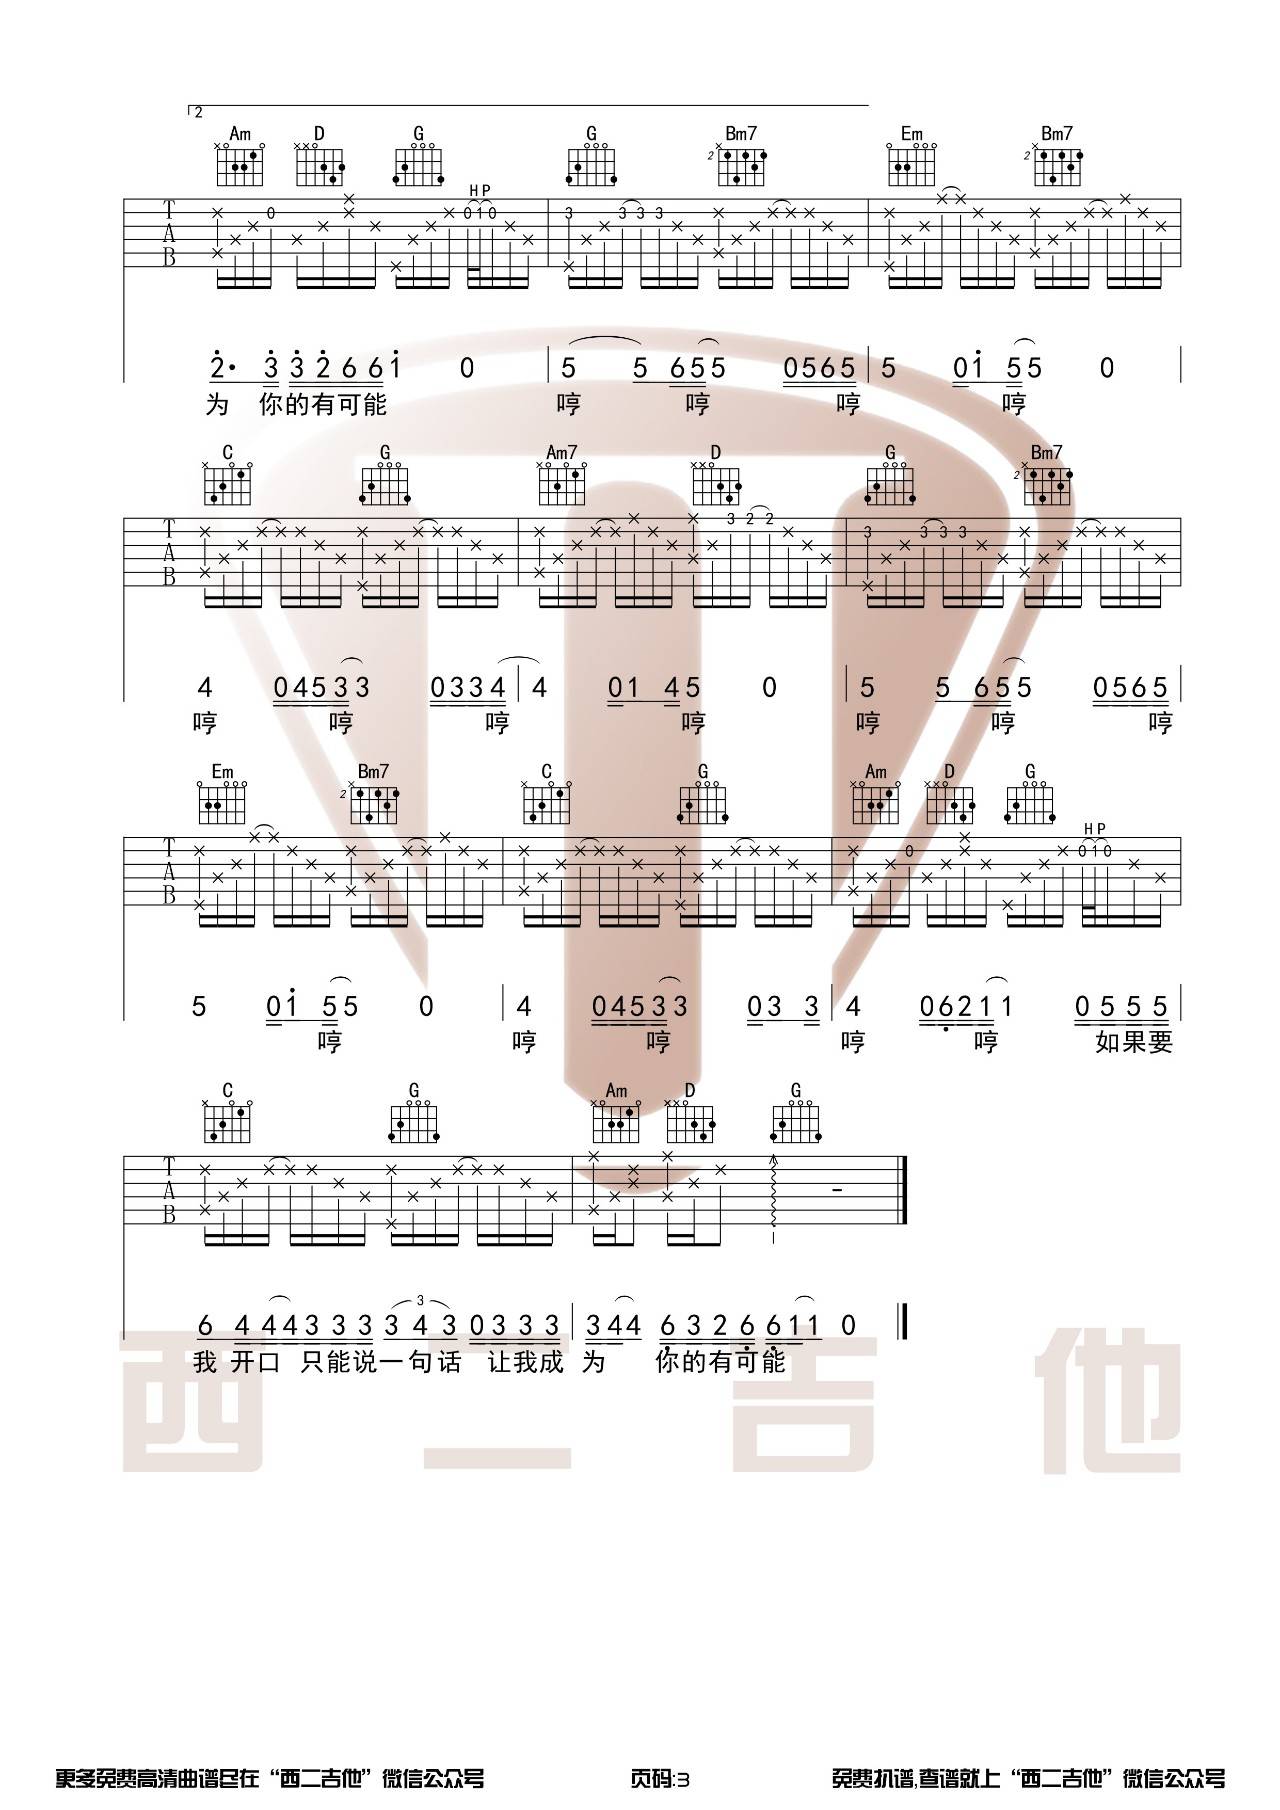 2
Am D G G Bm7 Em Bm7
H P
T 0 0 1 0 3 3 3 3
A
B
2· 3 3 2 6 6 1 0 5 5 6 5 5 0 5 6 5 5 0 1 5 5 0
为 你的有可能 哼 哼 哼 哼
C G Am7 D G Bm7
T 3 2 2 3 3 3 3
A
B
4 0 4 5 3 3 0 3 3 4 4 0 1 4 5 0 5 5 6 5 5 0 5 6 5
哼 哼 哼 哼 哼 哼 哼
Em Bm7 C G Am D G
H P
T 0 0 1 0
A
B
5 0 1 5 5 0 4 0 4 5 3 3 0 3 3 4 0 6 2 1 1 0 5 5 5
哼 哼 哼 哼 哼 如果要
C G Am D G
T
A
B
3
6 4 4 4 3 3 3 3 4 3 0 3 3 3 3 4 4 6 3 2 6 6 1 1 0
我 开口 只能说一句话 让我成 为 你的有可能
西二吉他
更多免费高清曲谱尽在“西二吉他”微信公众号 页码:3 免费扒谱,查谱就上“西二吉他”微信公众号